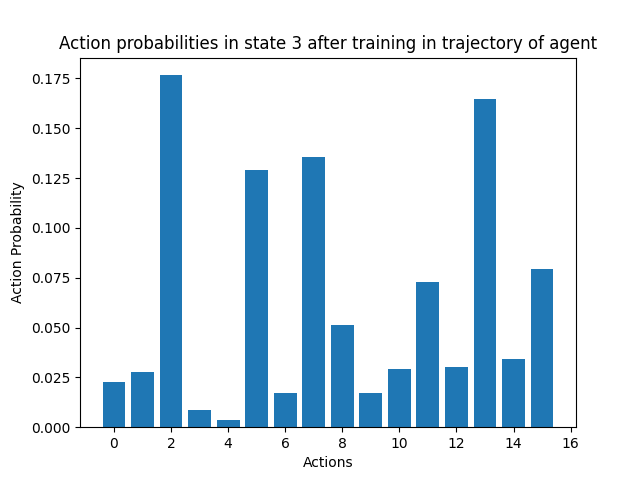 Action probabilities in state 3 after training in trajectory of agent
0.175
0.150
0.125
0.100
0.075
0.050
0.025
0.000
Action Probability
0 2 4 6 8 10 12 14 16
Actions